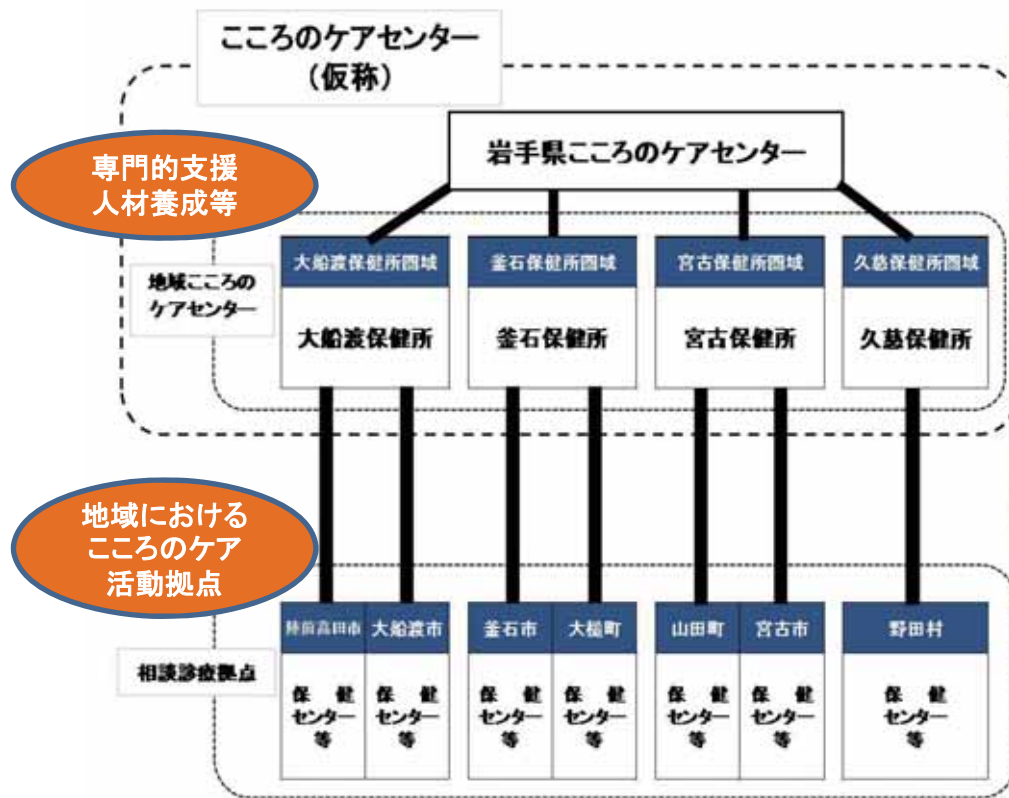 こころのケアセンター
（仮称）
岩手県こころのケアセンター
専門的支援
人材養成等
地域こころの
ケアセンター
大船渡保健所圏域
釜石保健所圏域
宮古保健所圏域
久慈保健所圏域
大船渡保健所
釜石保健所
宮古保健所
久慈保健所
地域における
こころのケア
活動拠点
相談診療拠点
陸前高田市
大船渡市
釜石市
大槌町
山田町
宮古市
野田村
保　健
センター
等
保　健
センター
等
保　健
センター
等
保　健
センター
等
保　健
センター
等
保　健
センター
等
保　健
センター
等